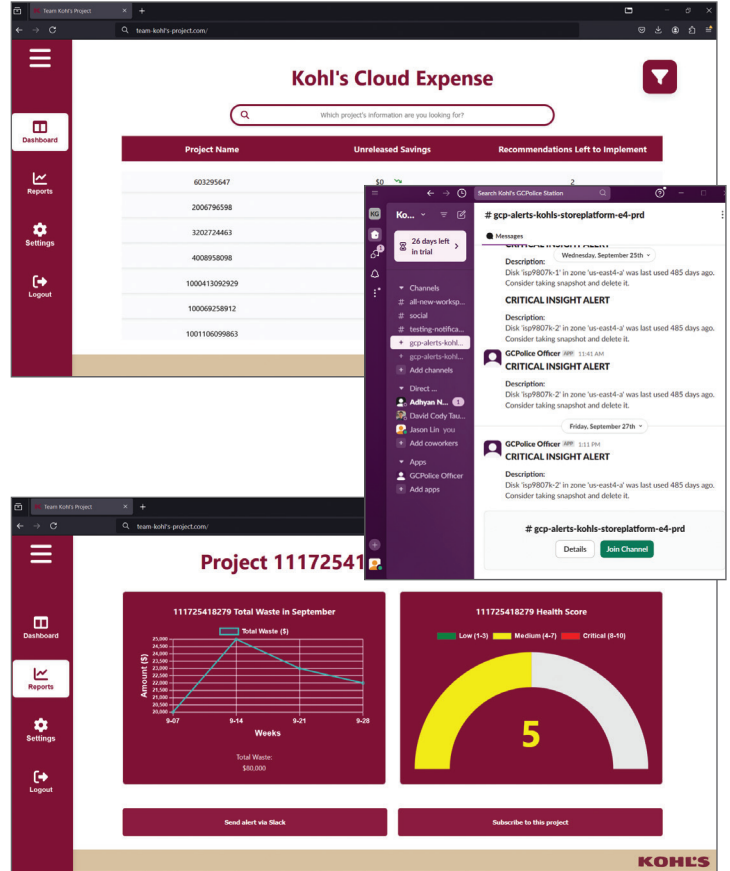 Team Kohl's Project
team-kohl's-project.com/
Kohl's Cloud Expense
Which project's information are you looking for?
Dashboard
Reports
Settings
Logout
Project Name Unreleased Savings Recommendations Left to Implement
603295647 $0 2
2006796598
3202724463
4008958098
1000413092929
100069258912
1001106099863
Search Kohl's GCPolice Station
KG
Ko...
26 days left
in trial
Channels
# all-new-worksp...
# social
# testing-notifica...
gcp-alerts-kohl...
gcp-alerts-kohl...
+ Add channels
Direct ...
Adhyan N... 1
David Cody Tau...
Jason Lin you
+ Add coworkers
Apps
GCPolice Officer
+ Add apps
# gcp-alerts-kohls-storeplatform-e4-prd
Messages
CRITICAL INSIGHT ALERT
Wednesday, September 25th
Description:
Disk 'isp9807k-1' in zone 'us-east4-a' was last used 485 days ago.
Consider taking snapshot and delete it.
CRITICAL INSIGHT ALERT
Description:
Disk 'isp9807k-2' in zone 'us-east4-a' was last used 485 days ago.
Consider taking snapshot and delete it.
GCPolice Officer APP 11:41 AM
CRITICAL INSIGHT ALERT
Description:
Disk 'isp9807k-2' in zone 'us-east4-a' was last used 485 days ago.
Consider taking snapshot and delete it.
Friday, September 27th
GCPolice Officer APP 1:11 PM
CRITICAL INSIGHT ALERT
Description:
Disk 'isp9807k-2' in zone 'us-east4-a' was last used 485 days ago.
Consider taking snapshot and delete it.
# gcp-alerts-kohls-storeplatform-e4-prd
Details Join Channel
Team Kohl's Project
team-kohl's-project.com/
Project 11172541
Dashboard
Reports
Settings
Logout
111725418279 Total Waste in September
Total Waste ($)
Amount ($)
25,000
24,500
24,000
23,500
23,000
22,500
22,000
21,500
21,000
20,500
20,000
9-07 9-14 9-21 9-28
Weeks
Total Waste:
$80,000
111725418279 Health Score
Low (1-3) Medium (4-7) Critical (8-10)
5
Send alert via Slack
Subscribe to this project
KOHL'S